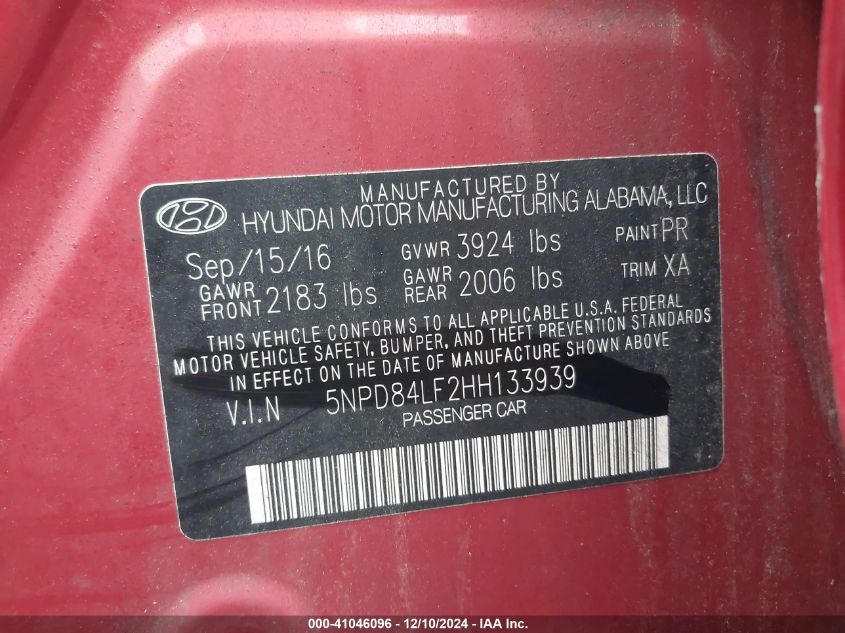 MANUFACTURED BY
HYUNDAI MOTOR MANUFACTURING ALABAMA, LLC
Sep/15/16 GVWR 3924 lbs PAINT PR
GAWR FRONT 2183 lbs GAWR REAR 2006 lbs TRIM XA
THIS VEHICLE CONFORMS TO ALL APPLICABLE U.S.A. FEDERAL
MOTOR VEHICLE SAFETY, BUMPER, AND THEFT PREVENTION STANDARDS
IN EFFECT ON THE DATE OF MANUFACTURE SHOWN ABOVE
V.I.N 5NPD84LF2HH133939
PASSENGER CAR
000-41046096 - 12/10/2024 - IAA Inc.